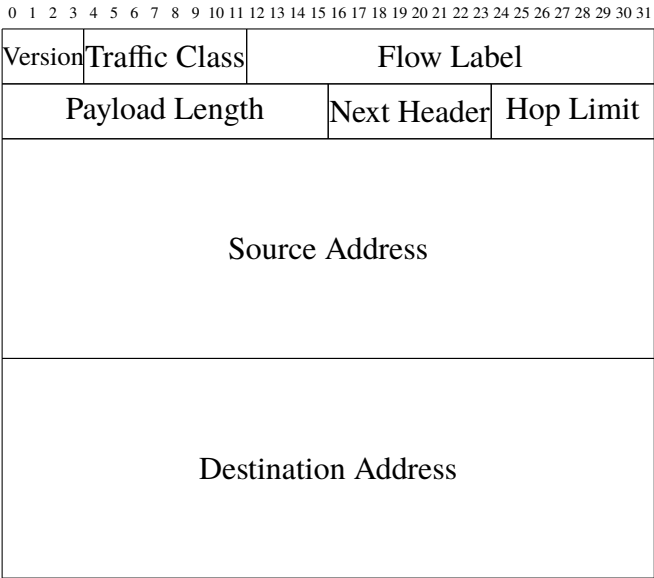 0 1 2 3 4 5 6 7 8 9 10 11 12 13 14 15 16 17 18 19 20 21 22 23 24 25 26 27 28 29 30 31
Version Traffic Class Flow Label
Payload Length Next Header Hop Limit
Source Address
Destination Address